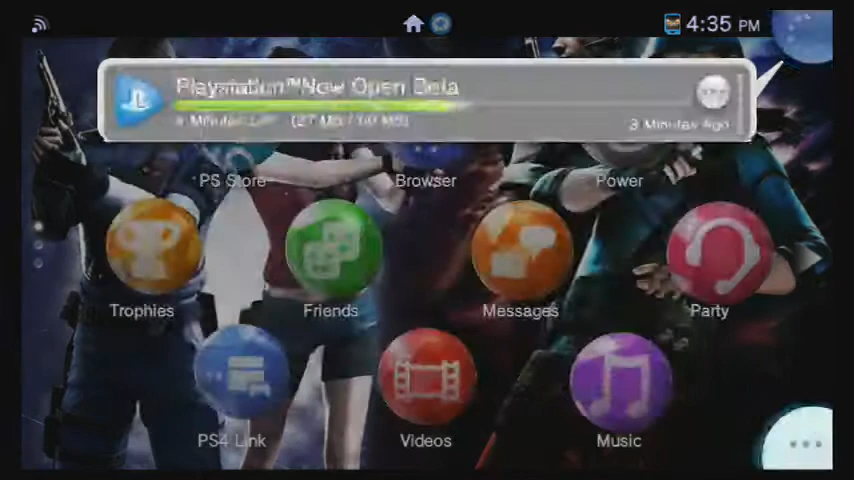 4:35 PM
Playstation™Now Open Beta
3 Minutes Ago
PS Store
Browser
Power
Trophies
Friends
Messages
Party
PS4 Link
Videos
Music